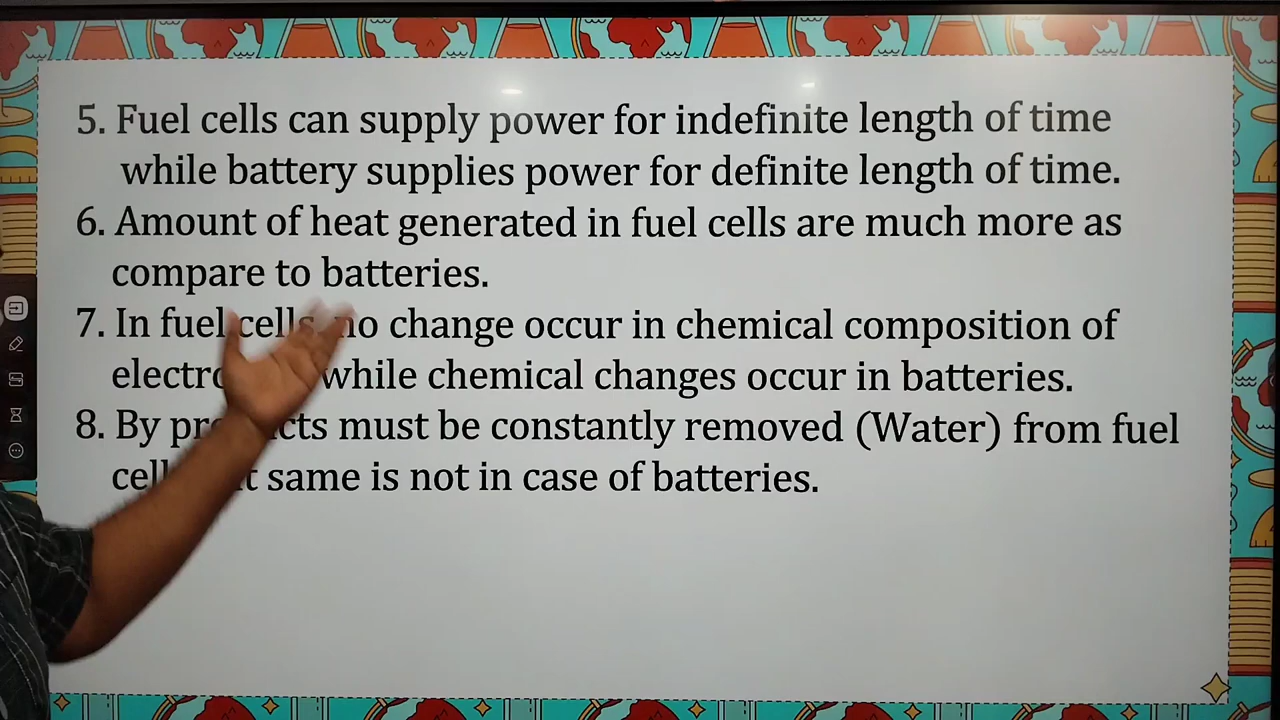 5. Fuel cells can supply power for indefinite length of time
while battery supplies power for definite length of time.
6. Amount of heat generated in fuel cells are much more as
compare to batteries.
7. In fuel cells no change occur in chemical composition of
while chemical changes occur in batteries.
8. By must be constantly removed (Water) from fuel
same is not in case of batteries.